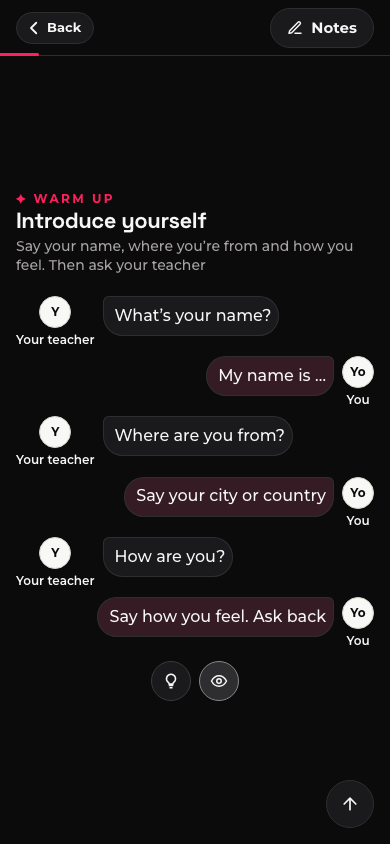 Back
Notes
WARM UP
Introduce yourself
Say your name, where you're from and how you
feel. Then ask your teacher
Y
Your teacher
What's your name?
My name is ...
Yo
You
Y
Your teacher
Where are you from?
Say your city or country
Yo
You
Y
Your teacher
How are you?
Say how you feel. Ask back
Yo
You